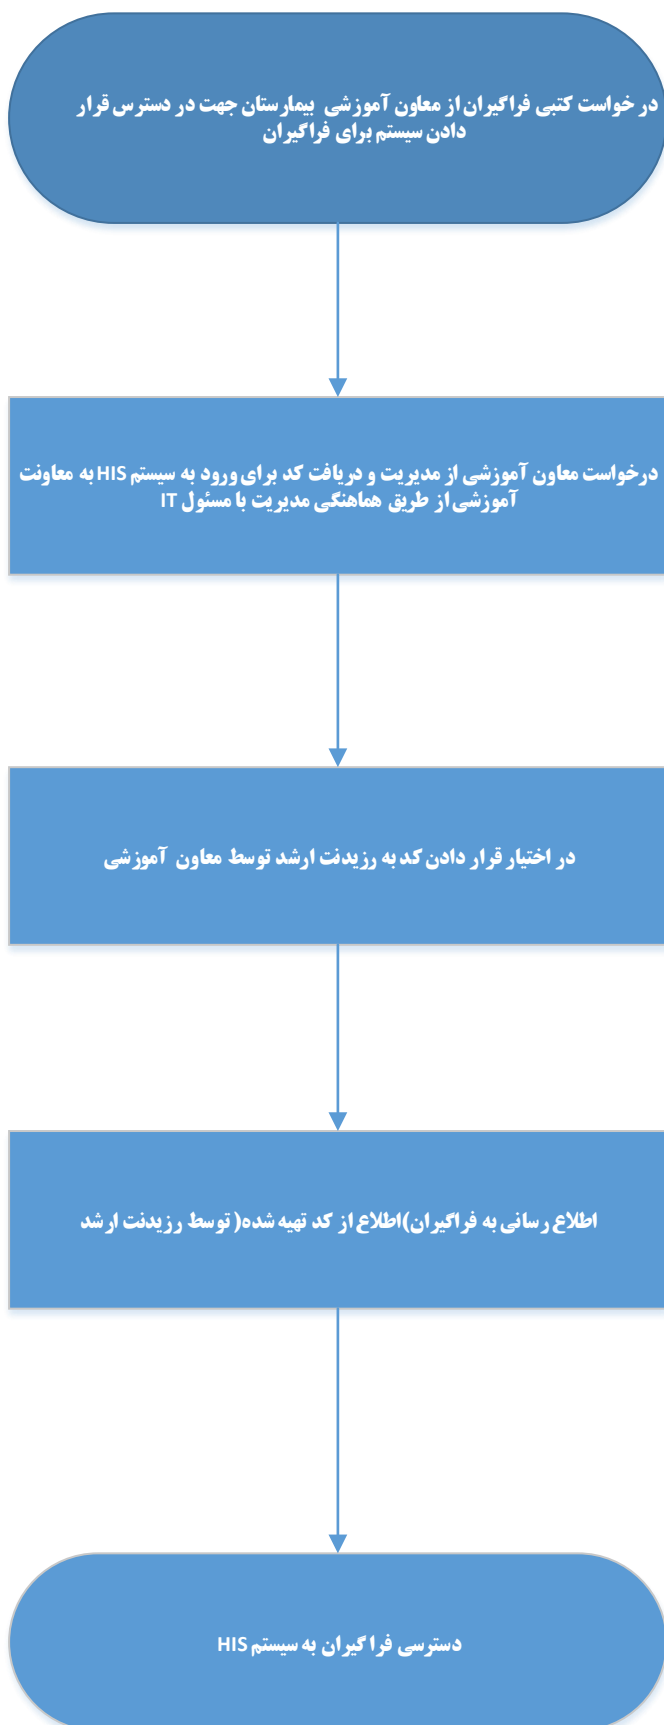 در خواست کتبی فراگیران از معاون آموزشی بیمارستان جهت در دسترس قرار
دادن سیستم برای فراگیران
درخواست معاون آموزشی از مدیریت و دریافت کد برای ورود به سیستم HIS به معاونت
آموزشی از طریق هماهنگی مدیریت با مسئول IT
در اختیار قرار دادن کد به رزیدنت ارشد توسط معاون آموزشی
اطلاع رسانی به فراگیران)اطلاع از کد تهیه شده( توسط رزیدنت ارشد
دسترسی فراگیران به سیستم HIS